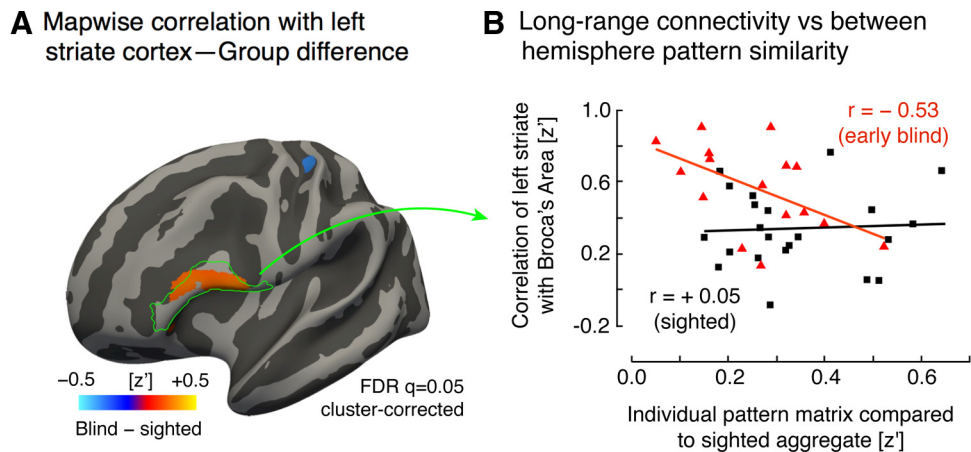 A Mapwise correlation with left
striate cortex—Group difference
−0.5 [z’] +0.5
Blind – sighted
FDR q=0.05
cluster-corrected
B Long-range connectivity vs between
hemisphere pattern similarity
Correlation of left striate
with Broca’s Area [z’]
1.0
0.6
0.2
-0.2
r = – 0.53
(early blind)
r = + 0.05
(sighted)
0.0 0.2 0.4 0.6
Individual pattern matrix compared
to sighted aggregate [z']